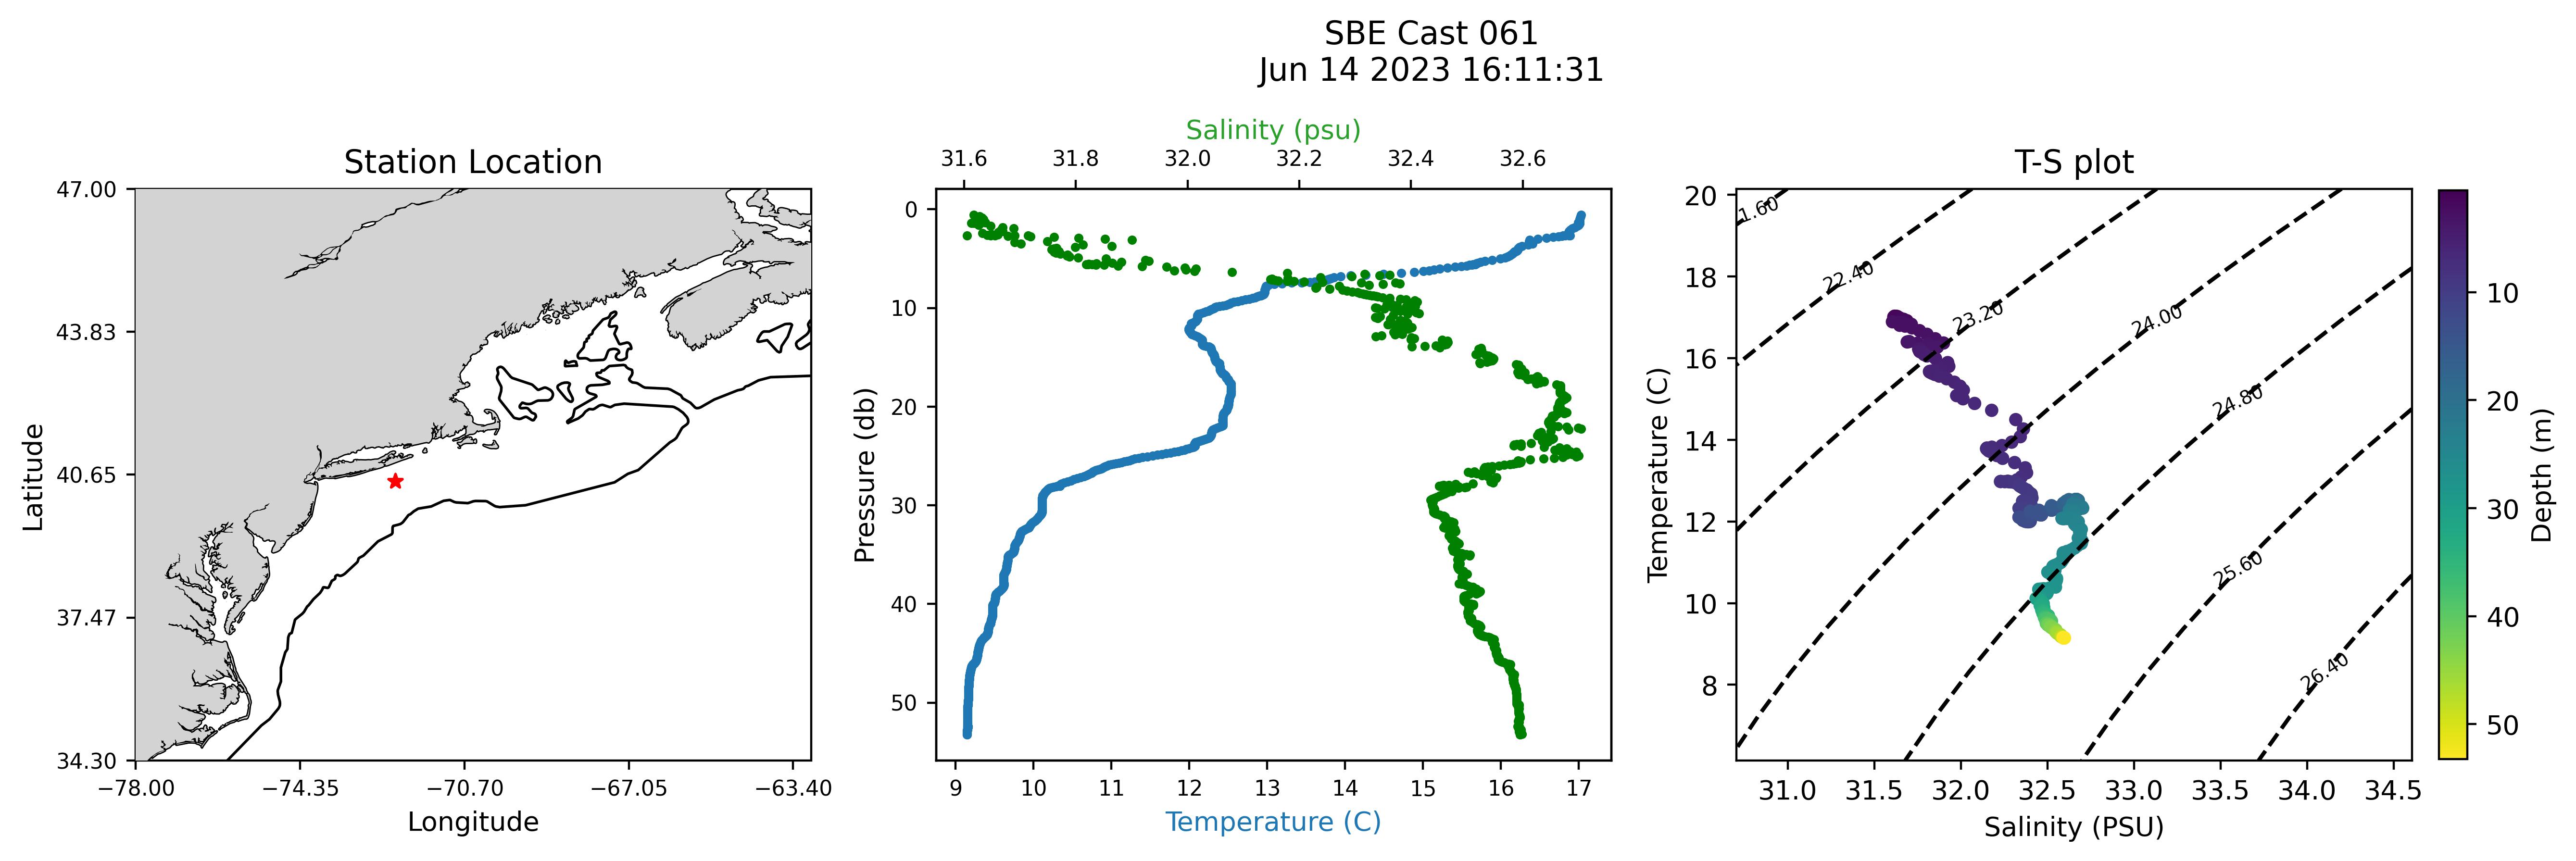 SBE Cast 061
Jun 14 2023 16:11:31
Station Location
47.00
43.83
40.65
37.47
34.30
Latitude
−78.00 −74.35 −70.70 −67.05 −63.40
Longitude
Salinity (psu)
31.6 31.8 32.0 32.2 32.4 32.6
0
10
20
30
40
50
Pressure (db)
9 10 11 12 13 14 15 16 17
Temperature (C)
T-S plot
20
18
16
14
12
10
8
Temperature (C)
1.60
22.40
23.20
24.00
24.80
25.60
26.40
31.0 31.5 32.0 32.5 33.0 33.5 34.0 34.5
Salinity (PSU)
10
20
30
40
50
Depth (m)